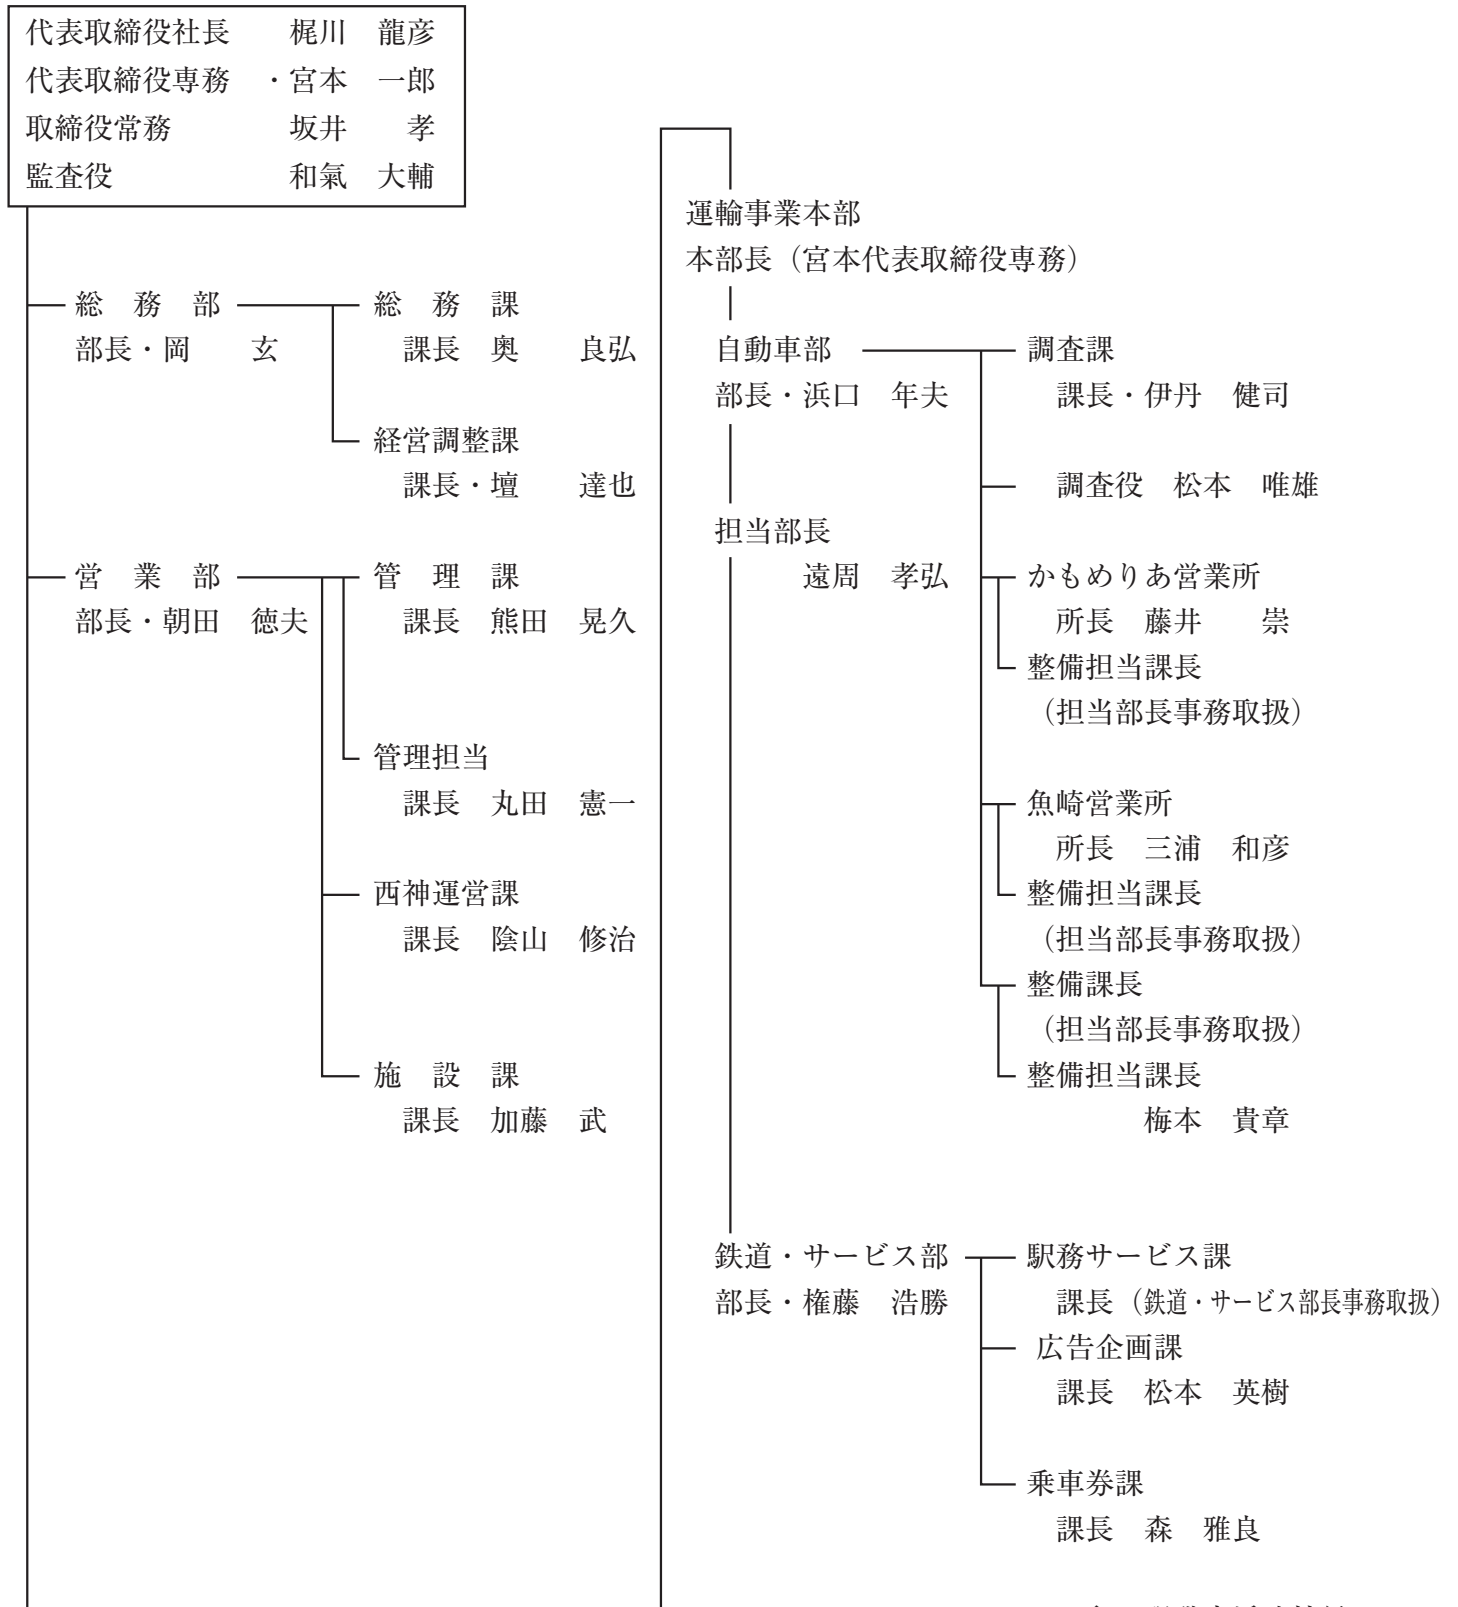 代表取締役社長　　梶川　龍彦
代表取締役専務　・宮本　一郎
取締役常務　　　　坂井　　孝
監査役　　　　　　和氣　大輔
総　務　部
部長・岡　　玄
総　務　課
課長　奥　　良弘
経営調整課
課長・壇　　達也
営　業　部
部長・朝田　徳夫
管　理　課
課長　熊田　晃久
管理担当
課長　丸田　憲一
西神運営課
課長　陰山　修治
施　設　課
課長　加藤　武
運輸事業本部
本部長（宮本代表取締役専務）
自動車部
部長・浜口　年夫
担当部長
遠周　孝弘
調査課
課長・伊丹　健司
調査役　松本　唯雄
かもめりあ営業所
所長　藤井　　崇
整備担当課長
（担当部長事務取扱）
魚崎営業所
所長　三浦　和彦
整備担当課長
（担当部長事務取扱）
整備課長
（担当部長事務取扱）
整備担当課長
梅本　貴章
鉄道・サービス部
部長・権藤　浩勝
駅務サービス課
課長（鉄道・サービス部長事務取扱）
広告企画課
課長　松本　英樹
乗車券課
課長　森　雅良